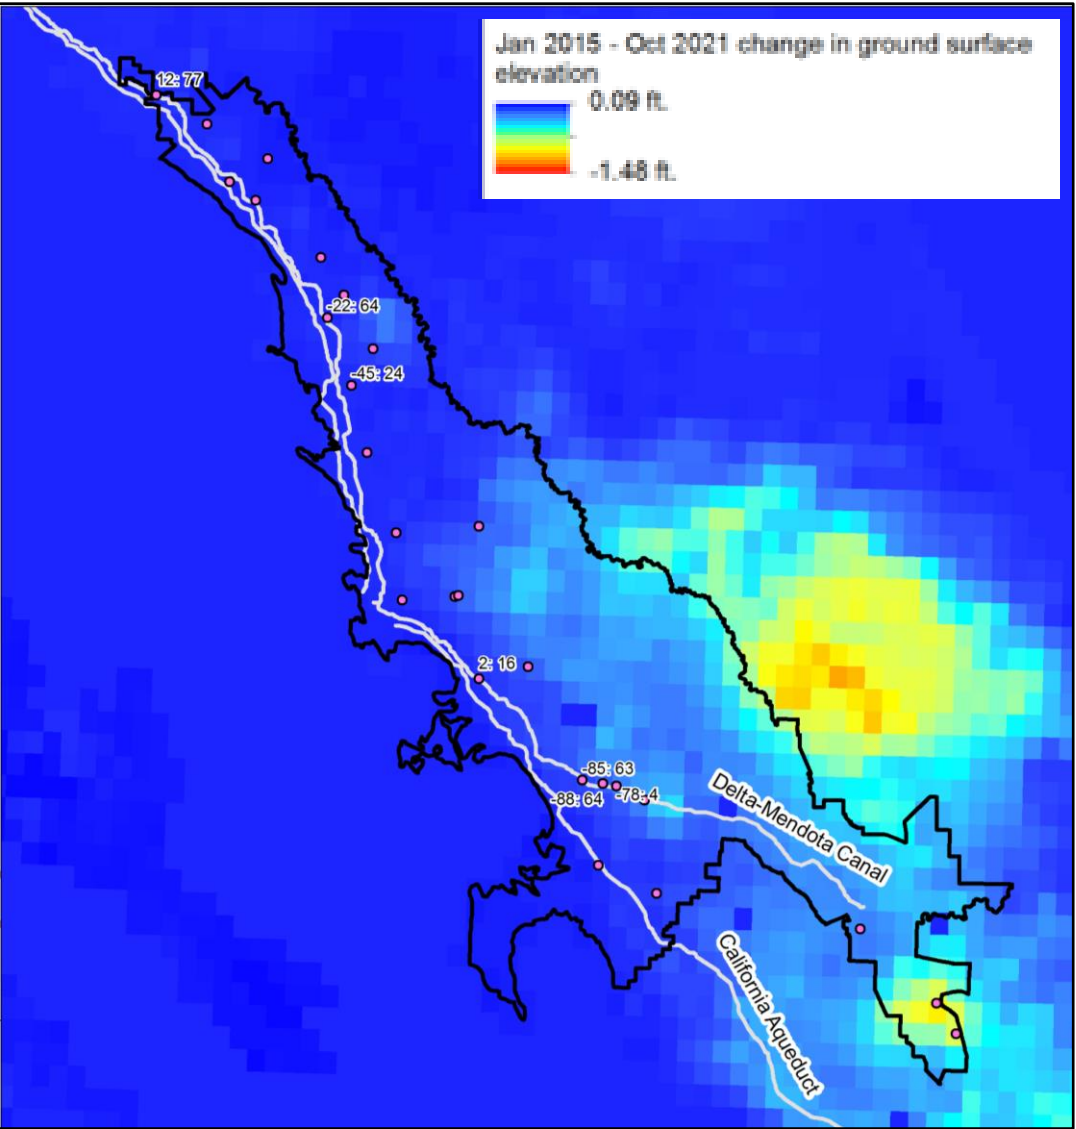 Jan 2015 - Oct 2021 change in ground surface
elevation
0.09 ft.
-1.48 ft.
12: 77
-22: 64
-45: 24
2: 16
-85: 63
-88: 64
-78: 4
Delta-Mendota Canal
California Aqueduct